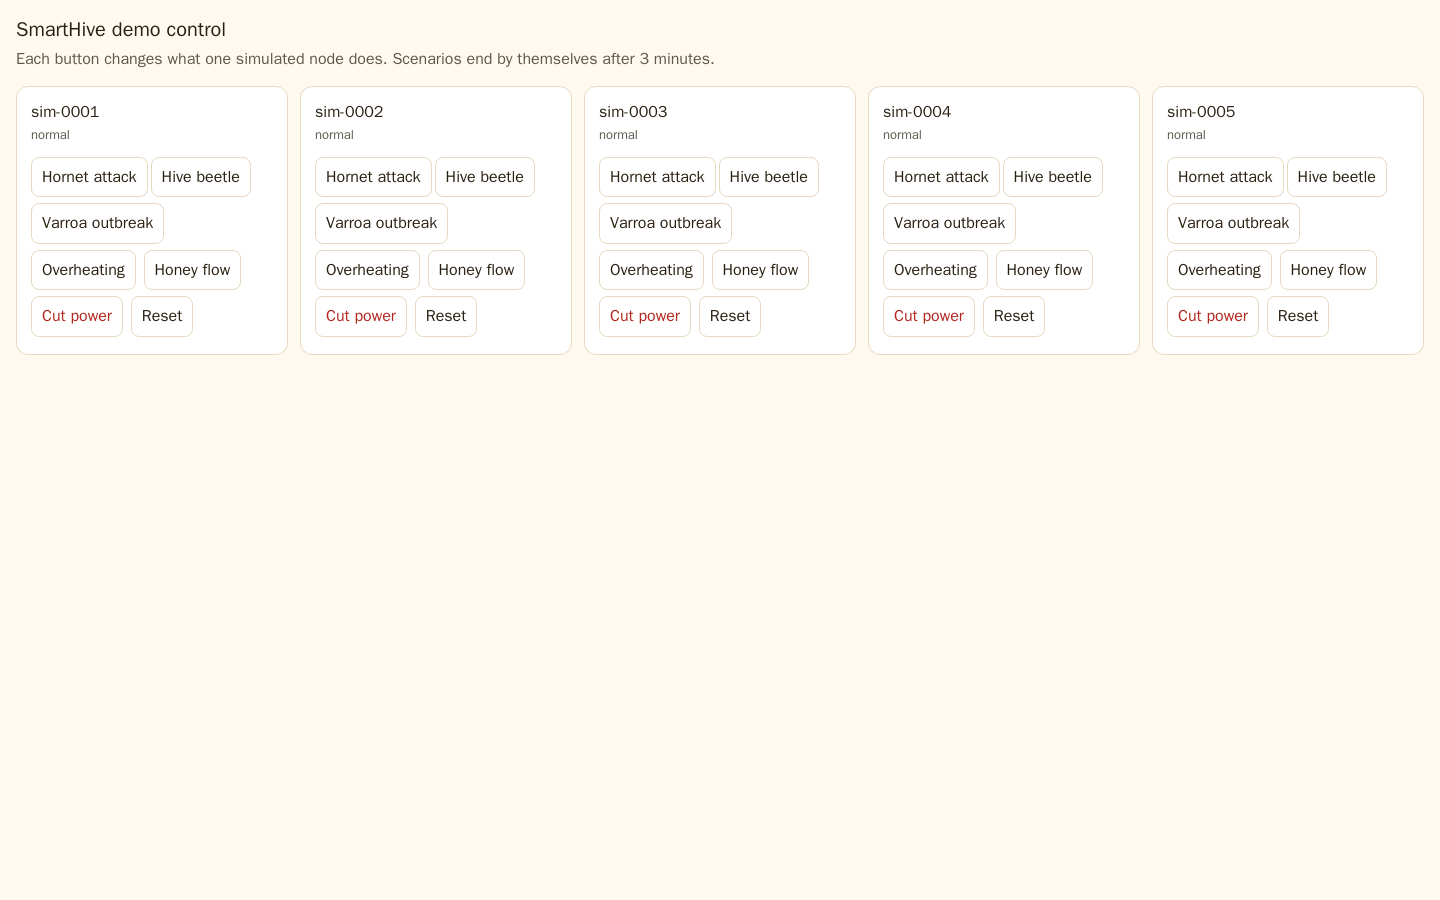 SmartHive demo control
Each button changes what one simulated node does. Scenarios end by themselves after 3 minutes.
sim-0001
normal
Hornet attack Hive beetle
Varroa outbreak
Overheating Honey flow
Cut power Reset
sim-0002
normal
Hornet attack Hive beetle
Varroa outbreak
Overheating Honey flow
Cut power Reset
sim-0003
normal
Hornet attack Hive beetle
Varroa outbreak
Overheating Honey flow
Cut power Reset
sim-0004
normal
Hornet attack Hive beetle
Varroa outbreak
Overheating Honey flow
Cut power Reset
sim-0005
normal
Hornet attack Hive beetle
Varroa outbreak
Overheating Honey flow
Cut power Reset